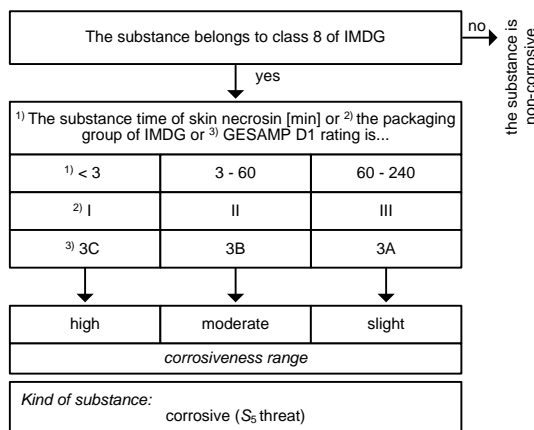 The substance belongs to class 8 of IMDG
no
the substance is
non-corrosive
yes
1) The substance time of skin necrosin [min] or 2) the packaging
group of IMDG or 3) GESAMP D1 rating is...
1) < 3 3 - 60 60 - 240
2) I II III
3) 3C 3B 3A
high moderate slight
corrosiveness range
Kind of substance:
corrosive (S5 threat)